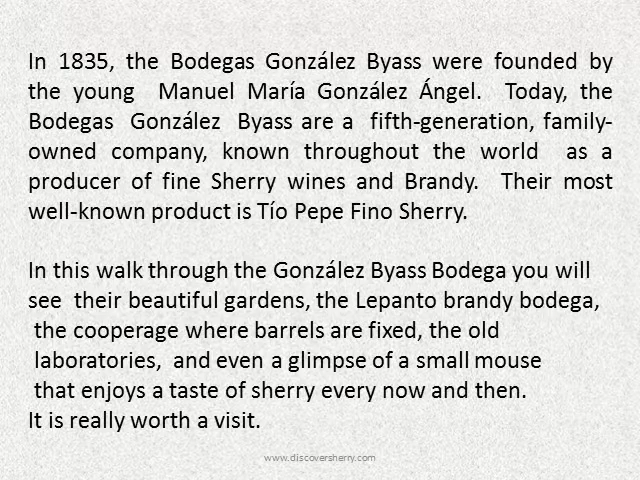 In 1835, the Bodegas González Byass were founded by
the young Manuel María González Ángel. Today, the
Bodegas González Byass are a fifth-generation, family-
owned company, known throughout the world as a
producer of fine Sherry wines and Brandy. Their most
well-known product is Tío Pepe Fino Sherry.
In this walk through the González Byass Bodega you will
see their beautiful gardens, the Lepanto brandy bodega,
the cooperage where barrels are fixed, the old
laboratories, and even a glimpse of a small mouse
that enjoys a taste of sherry every now and then.
It is really worth a visit.
www.discoversherry.com